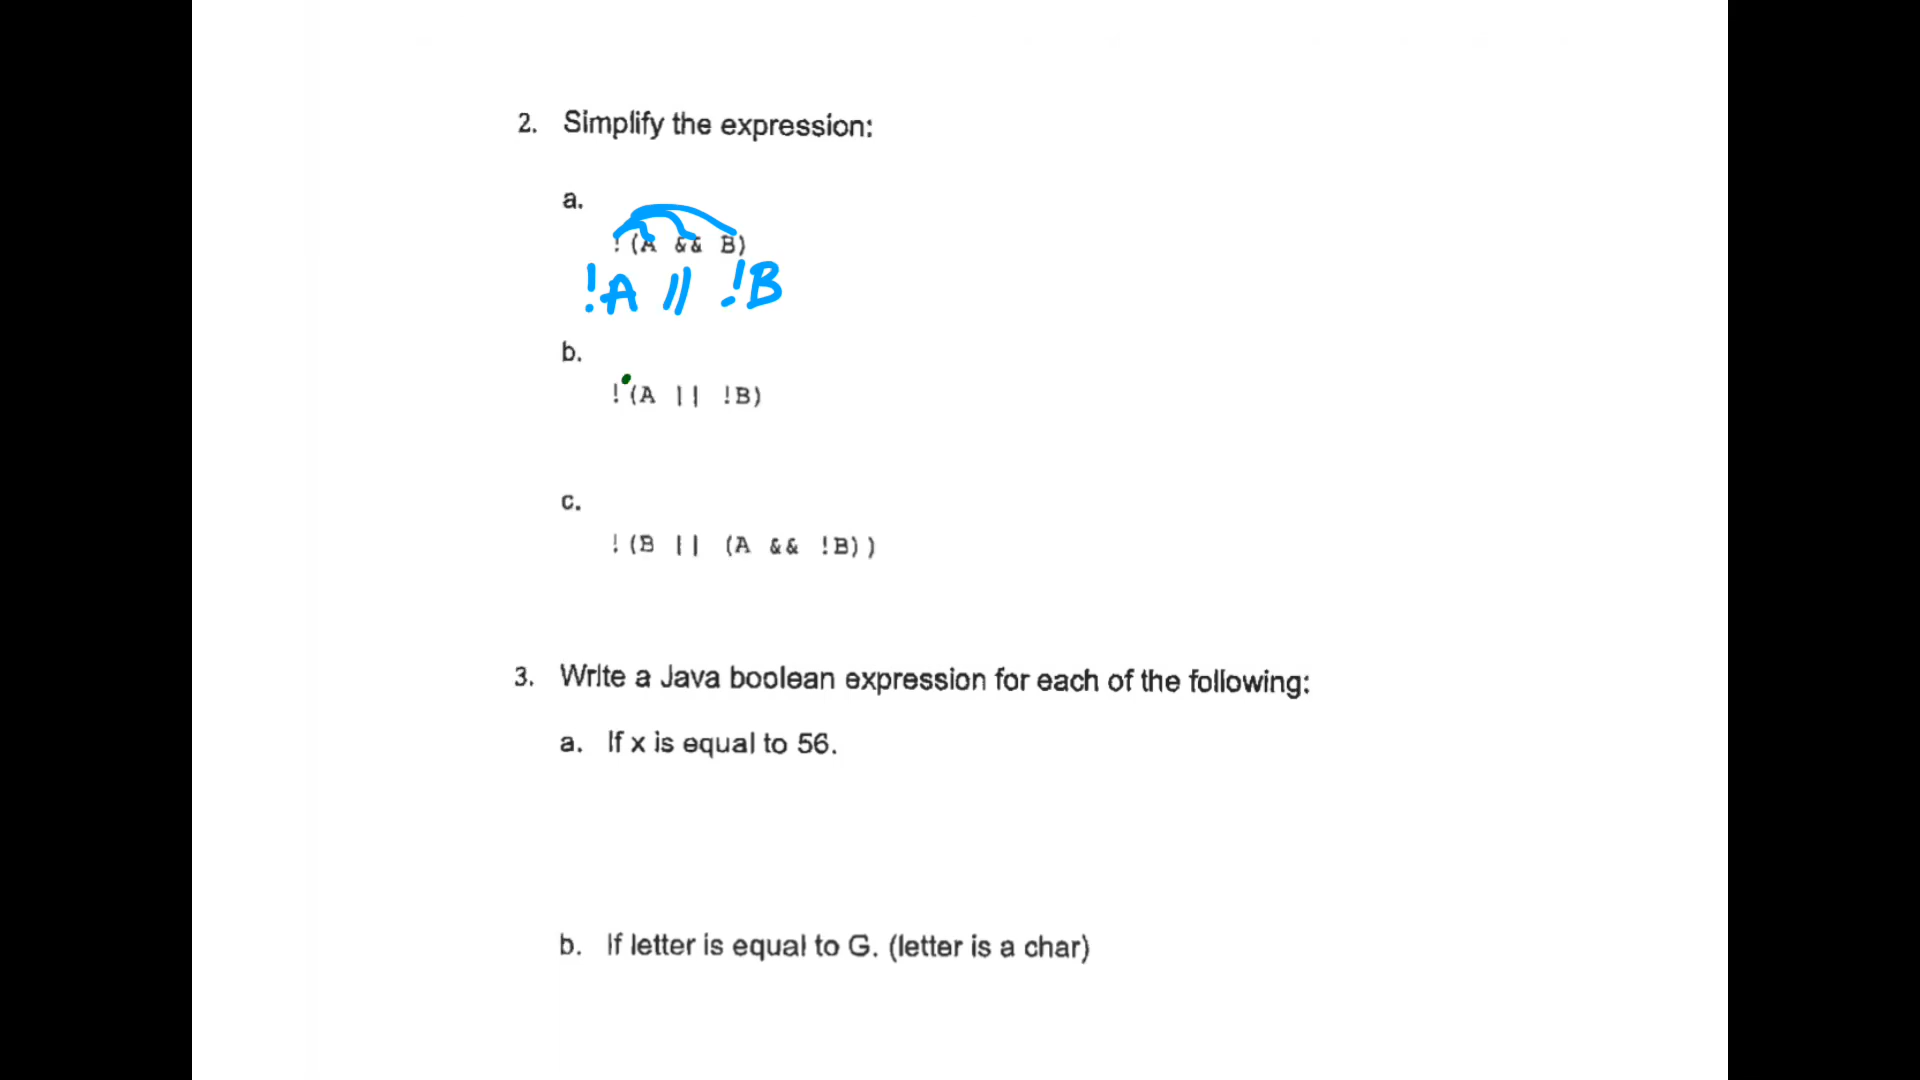 2. Simplify the expression:
a.
!(A && B)
!A || !B
b.
!(A || !B)
c.
!(B || (A && !B))
3. Write a Java boolean expression for each of the following:
a. If x is equal to 56.
b. If letter is equal to G. (letter is a char)